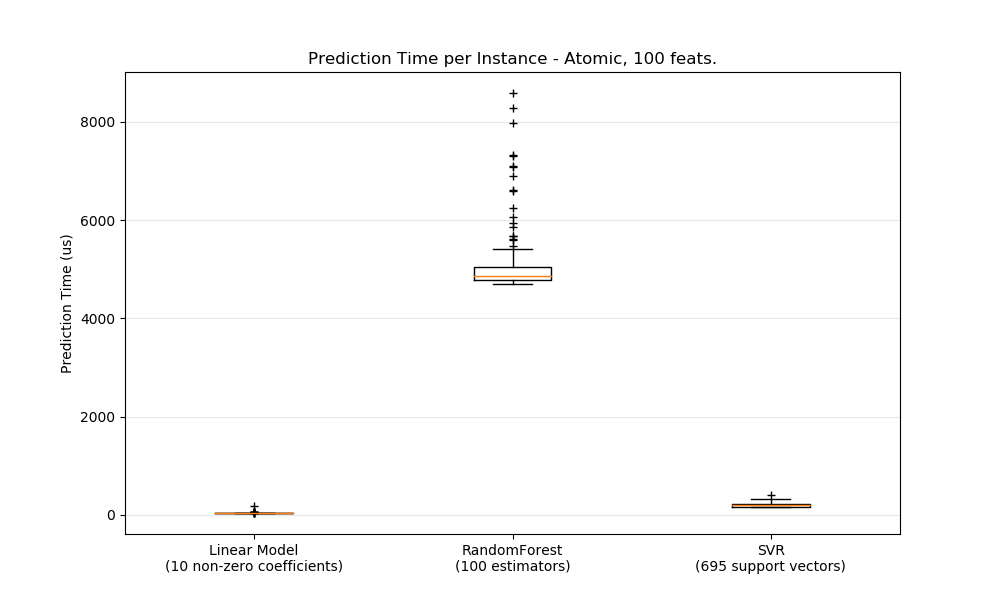 Prediction Time per Instance - Atomic, 100 feats.
Prediction Time (us)
8000
6000
4000
2000
0
Linear Model
(10 non-zero coefficients)
RandomForest
(100 estimators)
SVR
(695 support vectors)